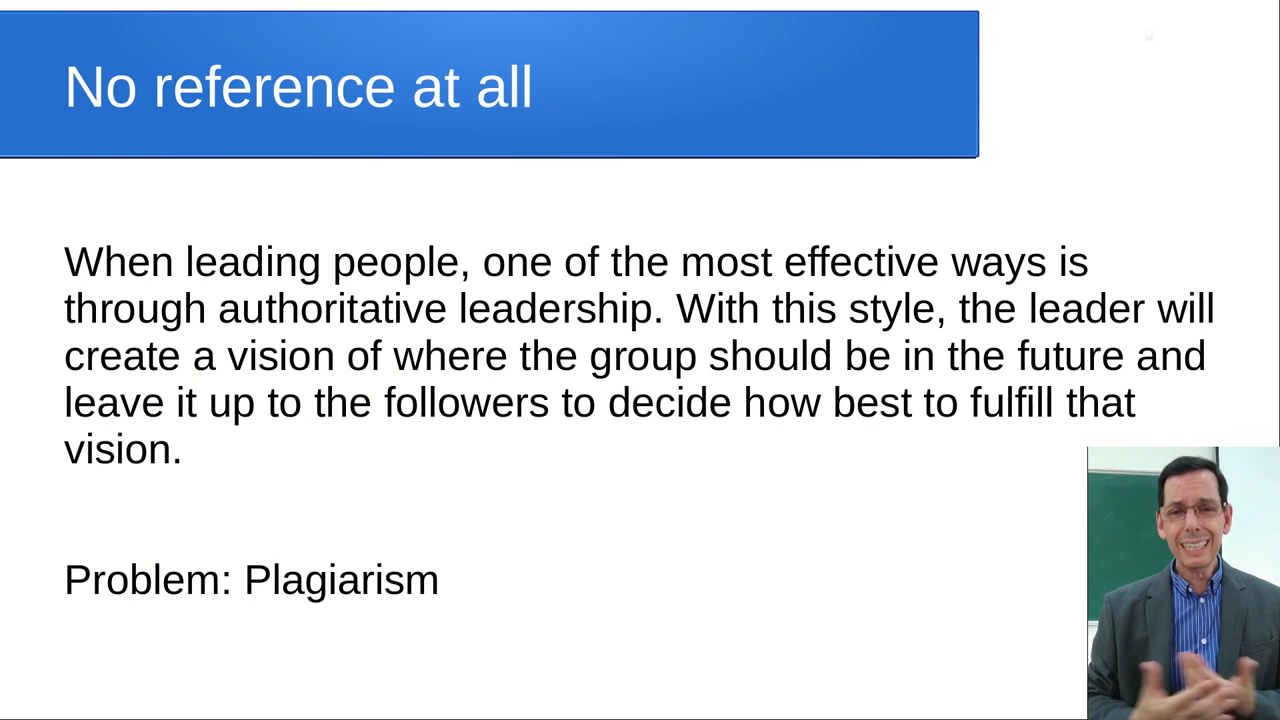 No reference at all
When leading people, one of the most effective ways is
through authoritative leadership. With this style, the leader will
create a vision of where the group should be in the future and
leave it up to the followers to decide how best to fulfill that
vision.
Problem: Plagiarism